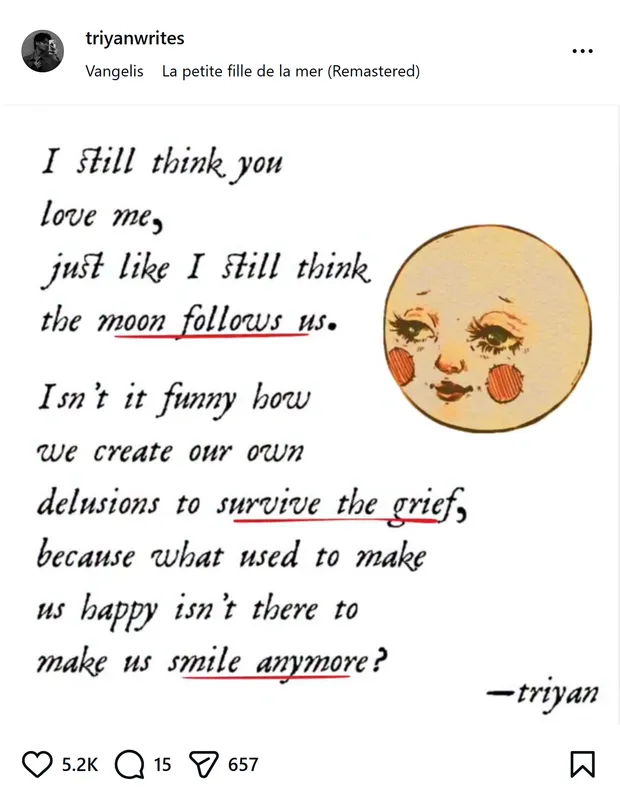 triyanwrites
Vangelis La petite fille de la mer (Remastered)
I still think you
love me,
just like I still think
the moon follows us.
Isn't it funny how
we create our own
delusions to survive the grief,
because what used to make
us happy isn't there to
make us smile anymore?
—triyan
5.2K 15 657